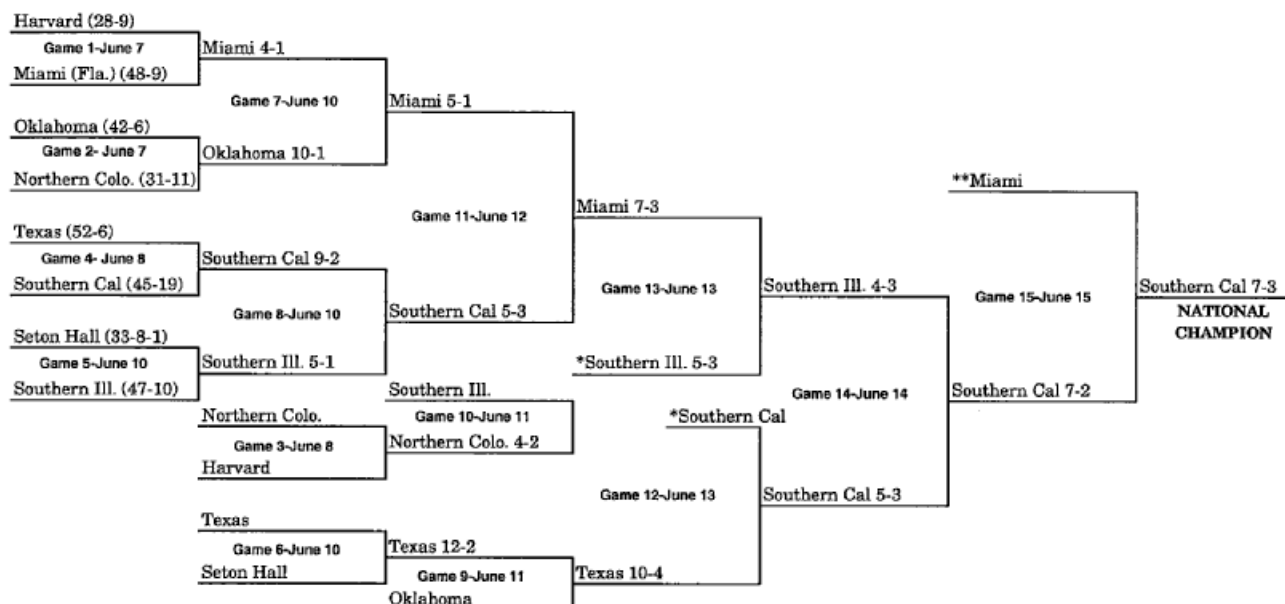 Harvard (28-9)
Game 1-June 7
Miami (Fla.) (48-9)
Miami 4-1
Game 7-June 10
Oklahoma (42-6)
Game 2- June 7
Northern Colo. (31-11)
Oklahoma 10-1
Miami 5-1
Game 11-June 12
Texas (52-6)
Game 4- June 8
Southern Cal (45-19)
Southern Cal 9-2
Game 8-June 10
Seton Hall (33-8-1)
Game 5-June 10
Southern Ill. (47-10)
Southern Ill. 5-1
Southern Cal 5-3
Miami 7-3
Game 13-June 13
*Southern Ill. 5-3
Southern Ill.
Game 10-June 11
Northern Colo. 4-2
Northern Colo.
Game 3-June 8
Harvard
Southern Ill. 4-3
Game 14-June 14
*Southern Cal
Game 12-June 13
Southern Cal 5-3
Texas
Game 6-June 10
Seton Hall
Texas 12-2
Game 9-June 11
Oklahoma
Texas 10-4
**Miami
Game 15-June 15
Southern Cal 7-2
Southern Cal 7-3
NATIONAL
CHAMPION